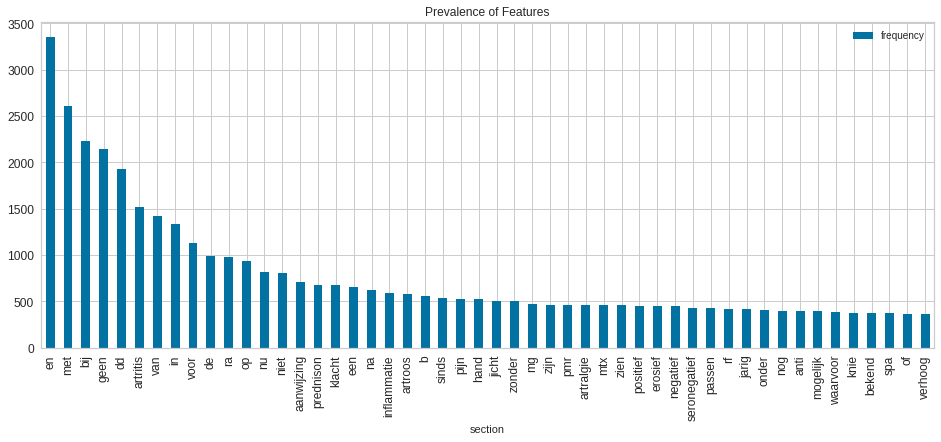 Prevalence of Features
frequency
3500
3000
2500
2000
1500
1000
500
0
en
met
bij
geen
dd
artritis
van
in
voor
de
ra
op
nu
niet
aanwijzing
prednison
klacht
een
na
inflammatie
artroos
b
sinds
pijn
hand
jicht
zonder
mg
zijn
pmr
artralgie
mtx
zien
positief
erosief
negatief
seronegatief
passen
rf
jarig
onder
nog
anti
mogelijk
waarvoor
knie
bekend
spa
of
verhoog
section